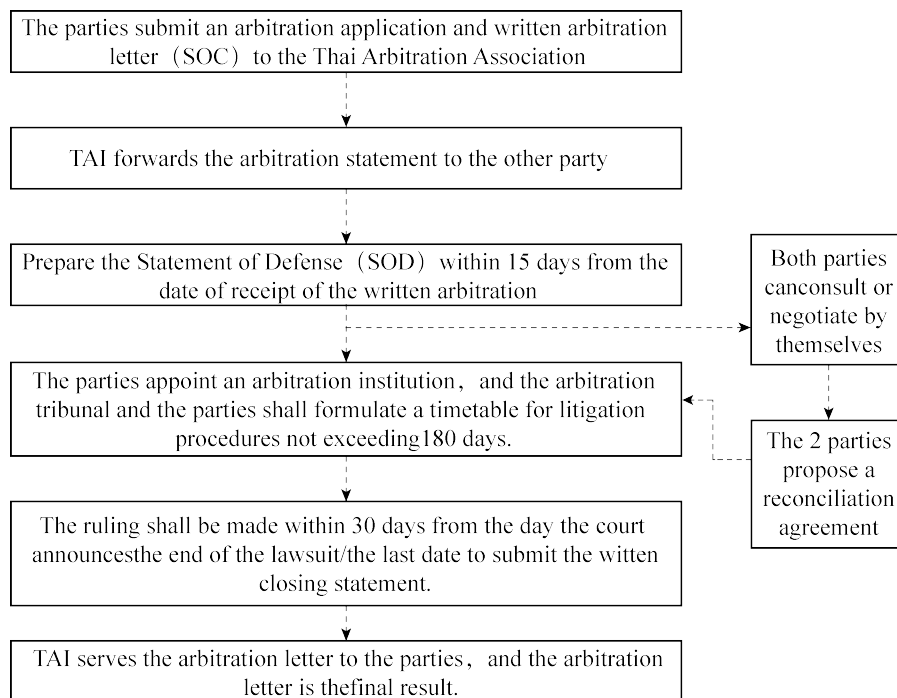 The parties submit an arbitration application and written arbitration
letter（SOC）to the Thai Arbitration Association
TAI forwards the arbitration statement to the other party
Prepare the Statement of Defense（SOD）within 15 days from the
date of receipt of the written arbitration
Both parties
canconsult or
negotiate by
themselves
The parties appoint an arbitration institution，and the arbitration
tribunal and the parties shall formulate a timetable for litigation
procedures not exceeding180 days.
The 2 parties
propose a
reconciliation
agreement
The ruling shall be made within 30 days from the day the court
announcesthe end of the lawsuit/the last date to submit the witten
closing statement.
TAI serves the arbitration letter to the parties，and the arbitration
letter is thefinal result.